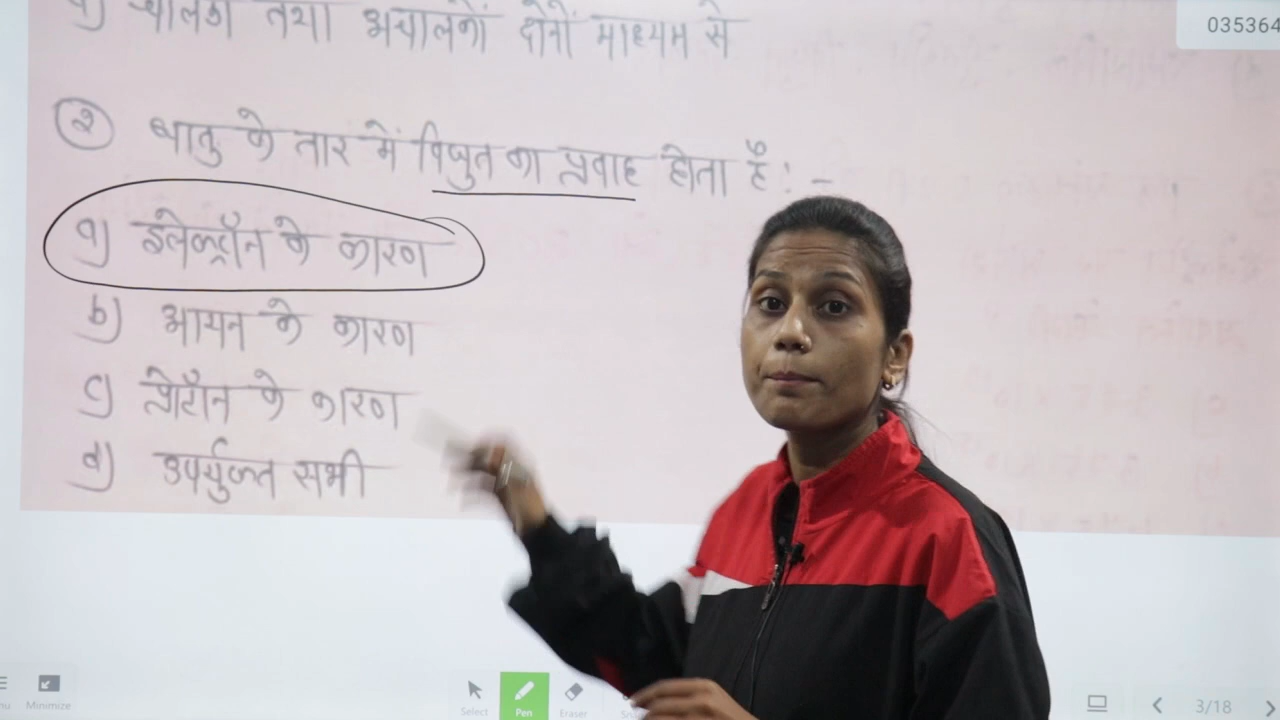 चालकों तथा अचालकों दोनों माध्यम से
035364
② धातु के तार में विद्युत का प्रवाह होता है : -
a) इलेक्ट्रॉन के कारण
b) आयन के कारण
c) प्रोटॉन के कारण
d) उपर्युक्त सभी
Minimize
Select
Pen
Eraser
3/18